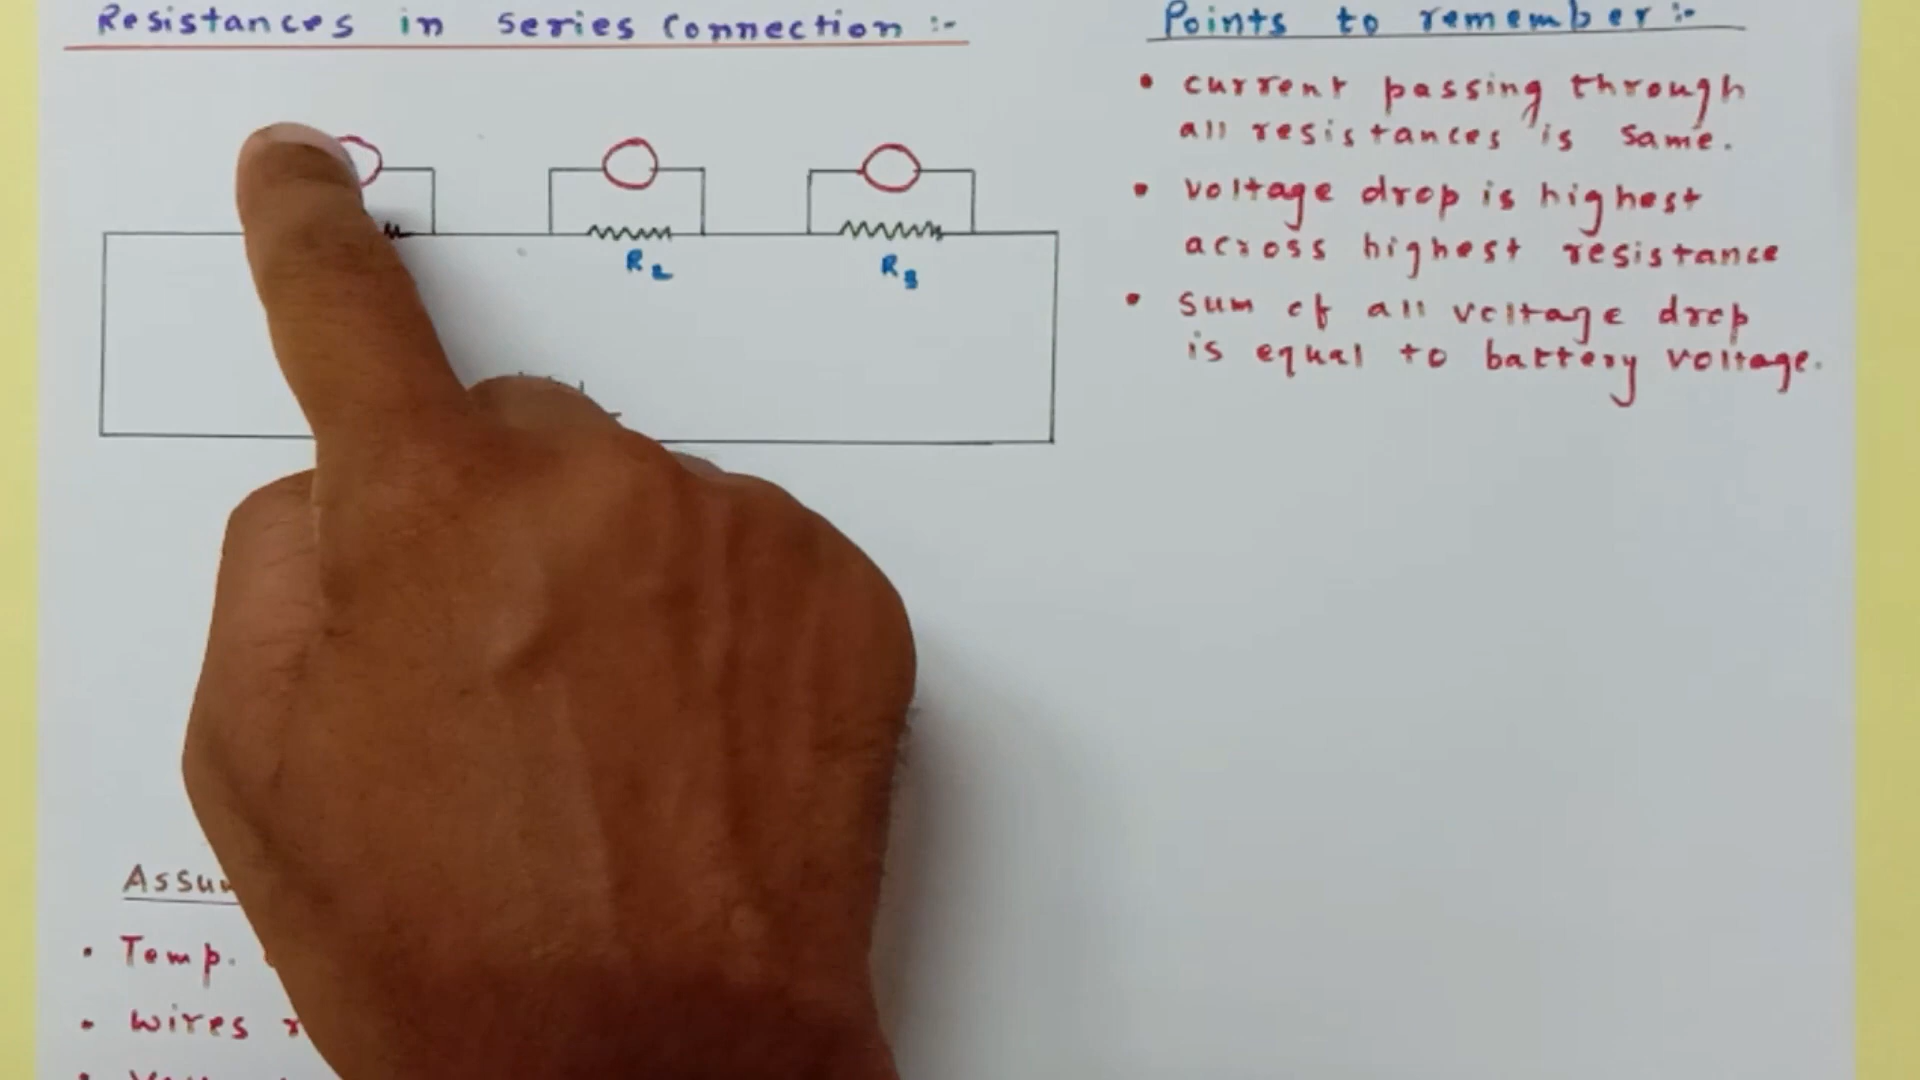 Resistances in series connection :-
R2
R3
Points to remember :-
• current passing through
all resistances is same.
• voltage drop is highest
across highest resistance
• sum of all voltage drop
is equal to battery voltage.
• Temp.
• wires